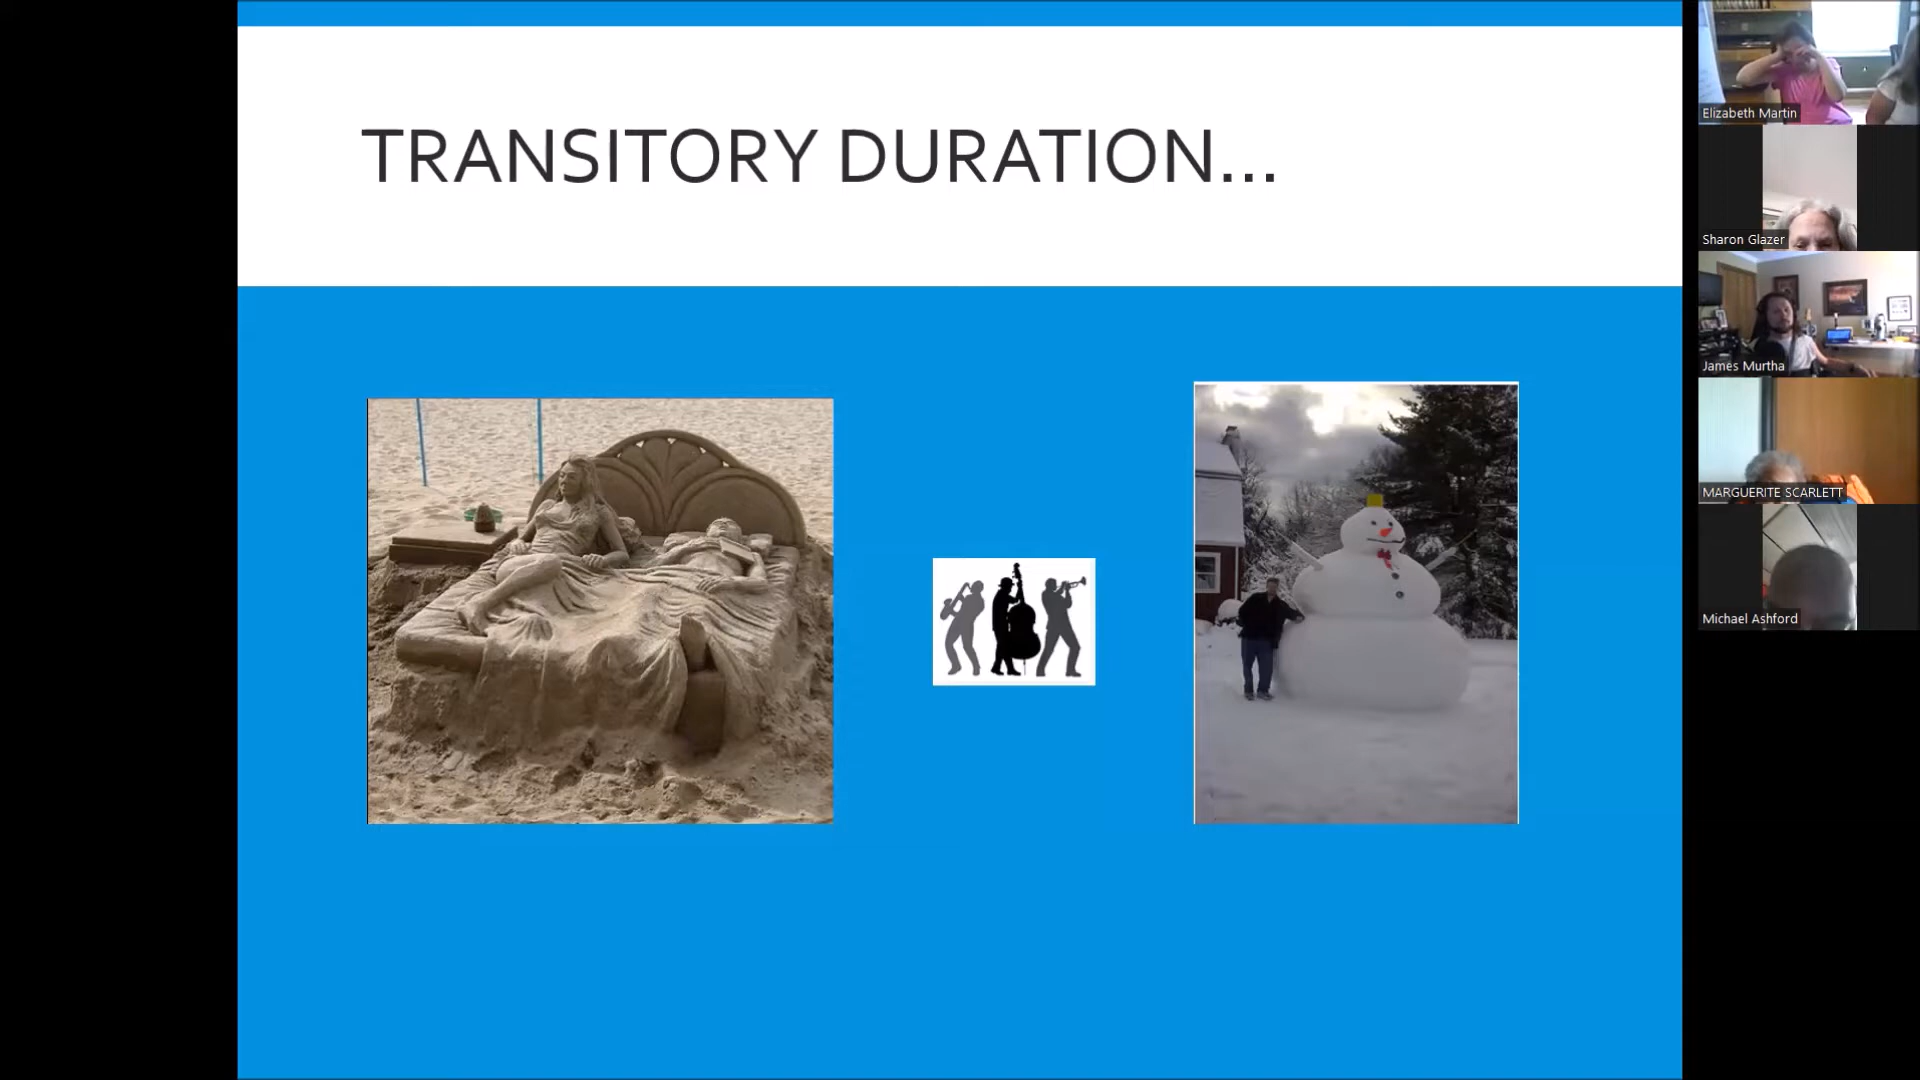 TRANSITORY DURATION...
Elizabeth Martin
Sharon Glazer
James Murtha
MARGUERITE SCARLETT
Michael Ashford